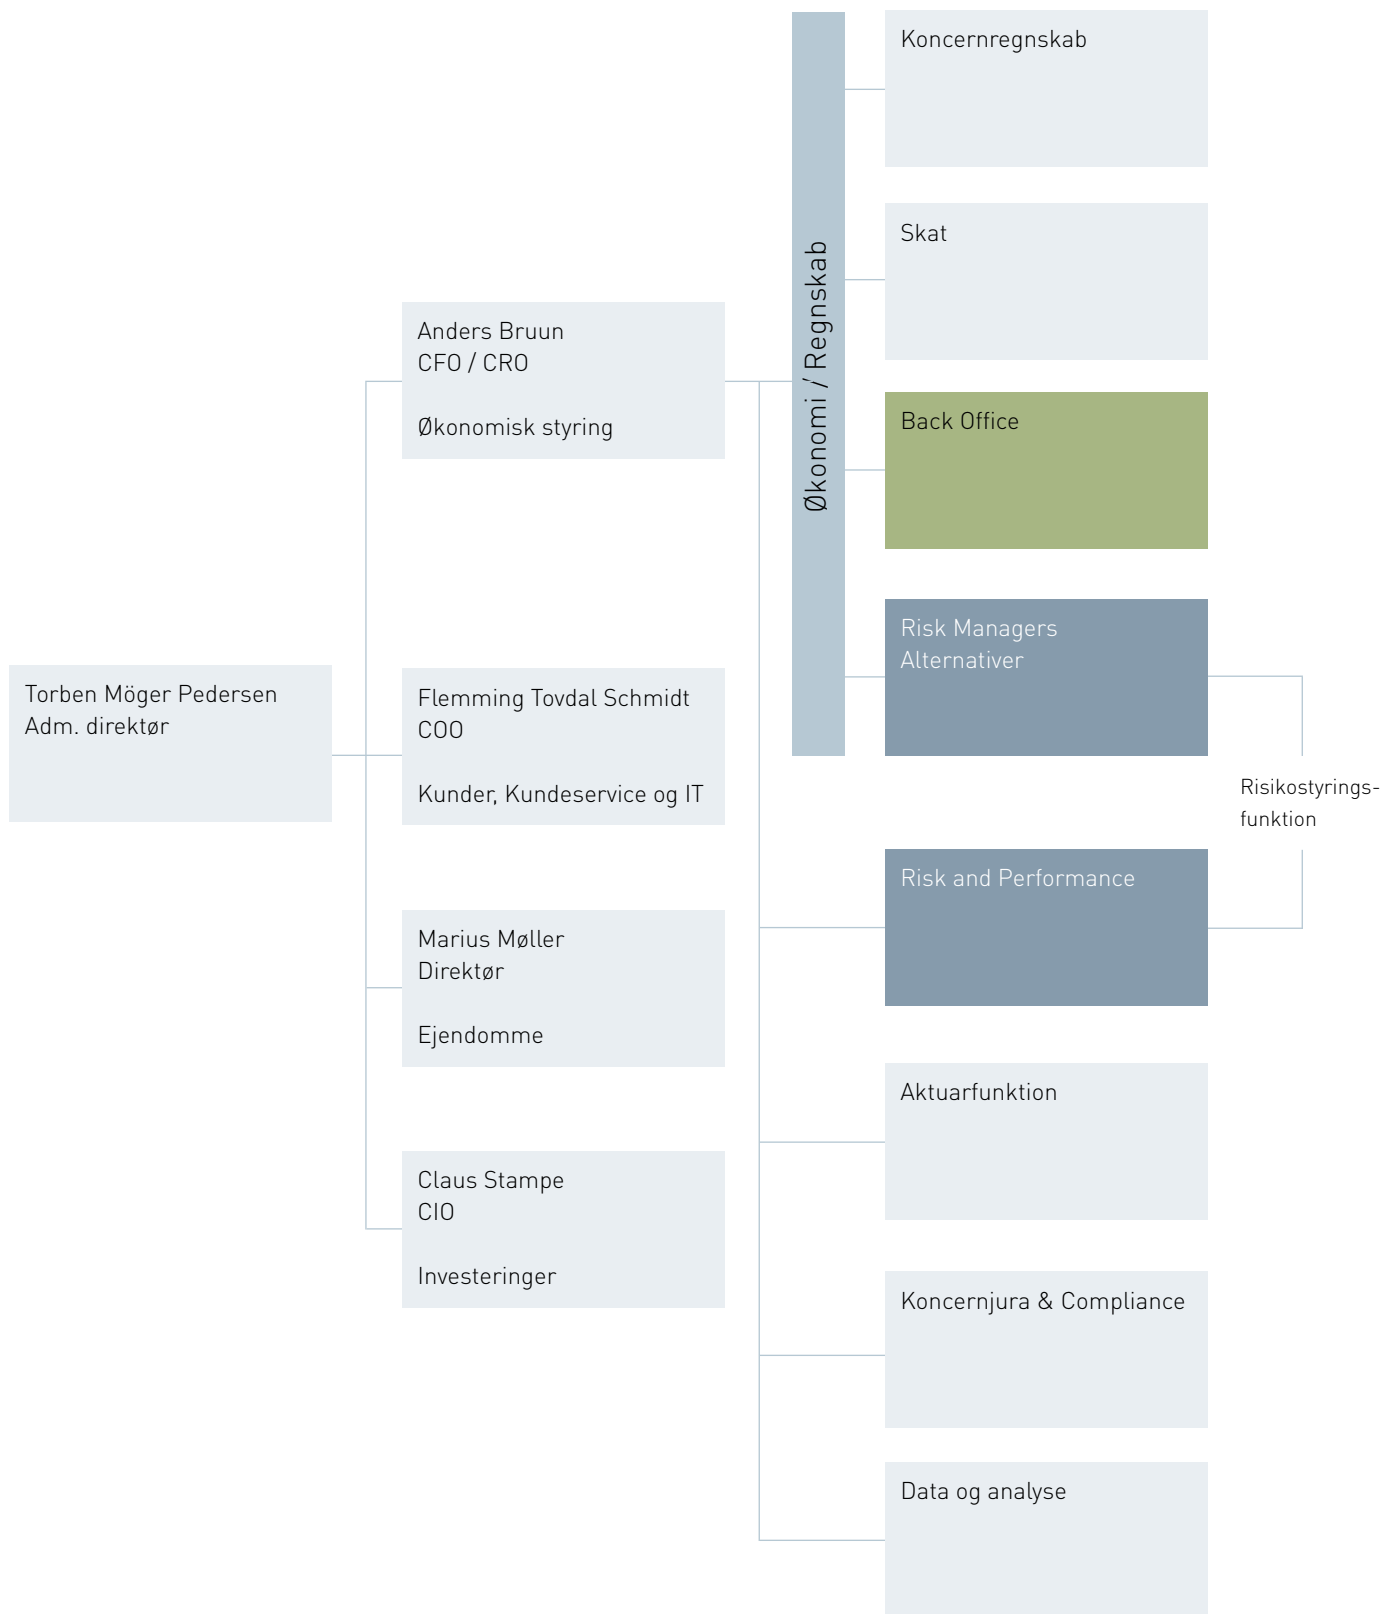 Torben Möger Pedersen
Adm. direktør
Anders Bruun
CFO / CRO
Økonomisk styring
Flemming Tovdal Schmidt
COO
Kunder, Kundeservice og IT
Marius Møller
Direktør
Ejendomme
Claus Stampe
CIO
Investeringer
Økonomi / Regnskab
Koncernregnskab
Skat
Back Office
Risk Managers
Alternativer
Risikostyrings-
funktion
Risk and Performance
Aktuarfunktion
Koncernjura & Compliance
Data og analyse